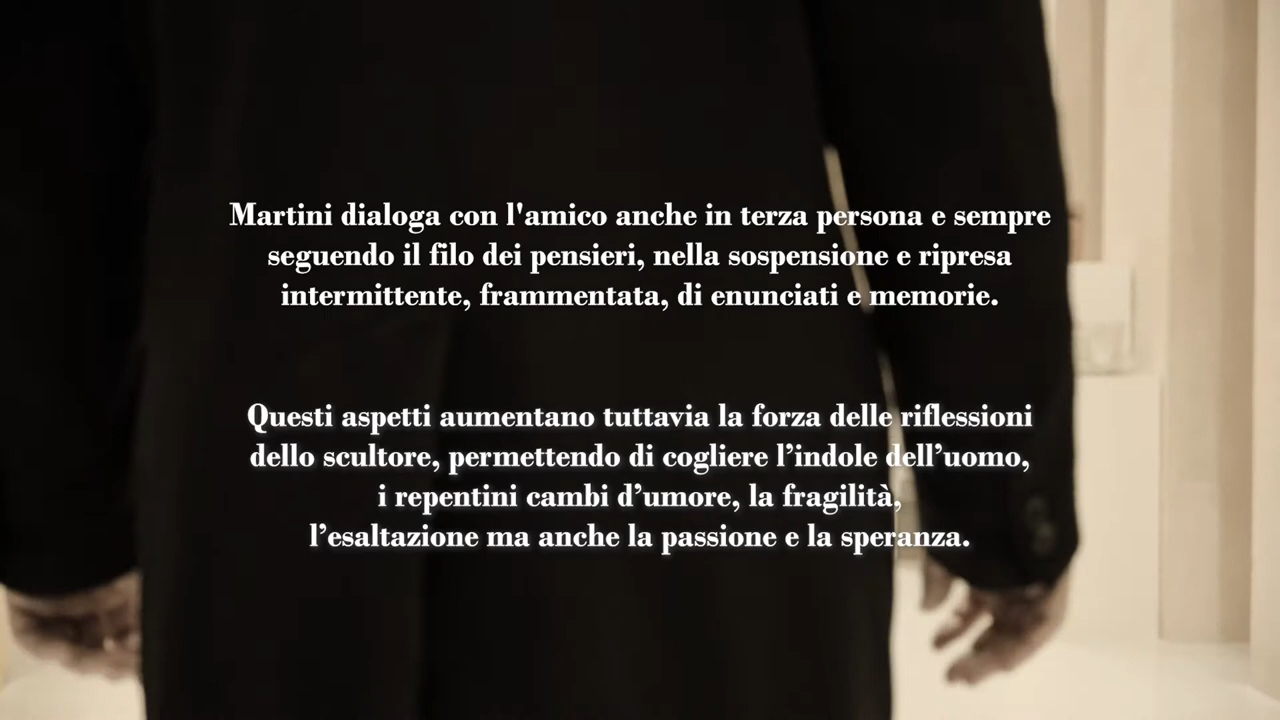 Martini dialoga con l'amico anche in terza persona e sempre
seguendo il filo dei pensieri, nella sospensione e ripresa
intermittente, frammentata, di enunciati e memorie.
Questi aspetti aumentano tuttavia la forza delle riflessioni
dello scultore, permettendo di cogliere l’indole dell’uomo,
i repentini cambi d’umore, la fragilità,
l’esaltazione ma anche la passione e la speranza.